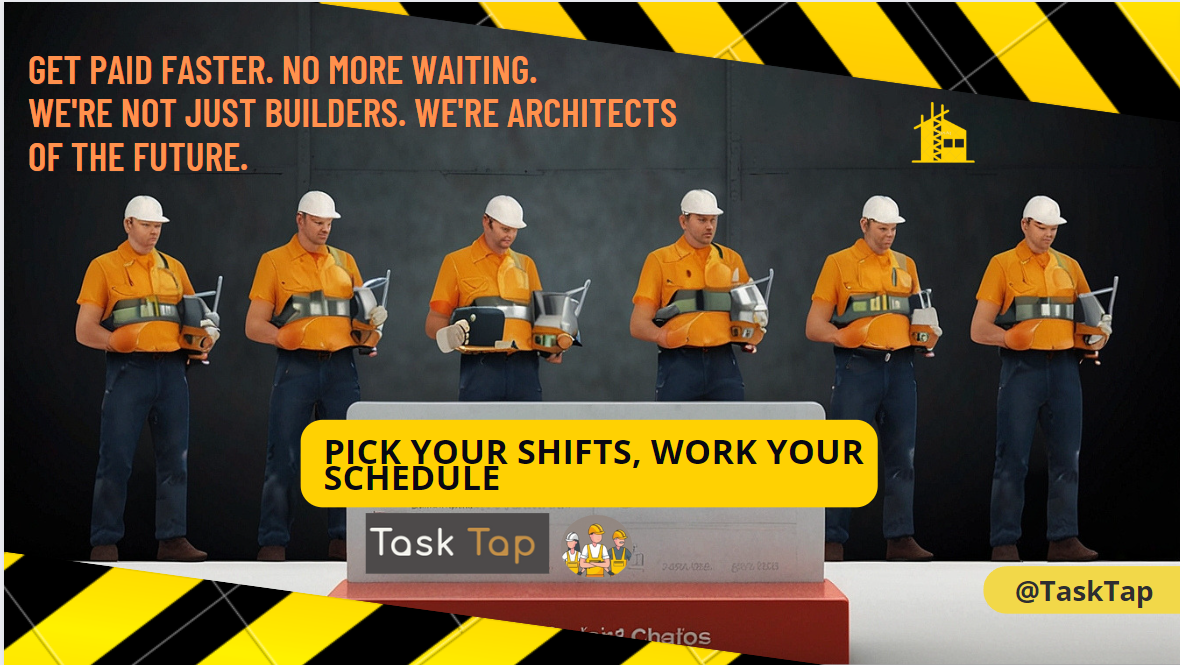 GET PAID FASTER. NO MORE WAITING.
WE'RE NOT JUST BUILDERS. WE'RE ARCHITECTS
OF THE FUTURE.
PICK YOUR SHIFTS, WORK YOUR
SCHEDULE
Task Tap
@TaskTap
Chafos